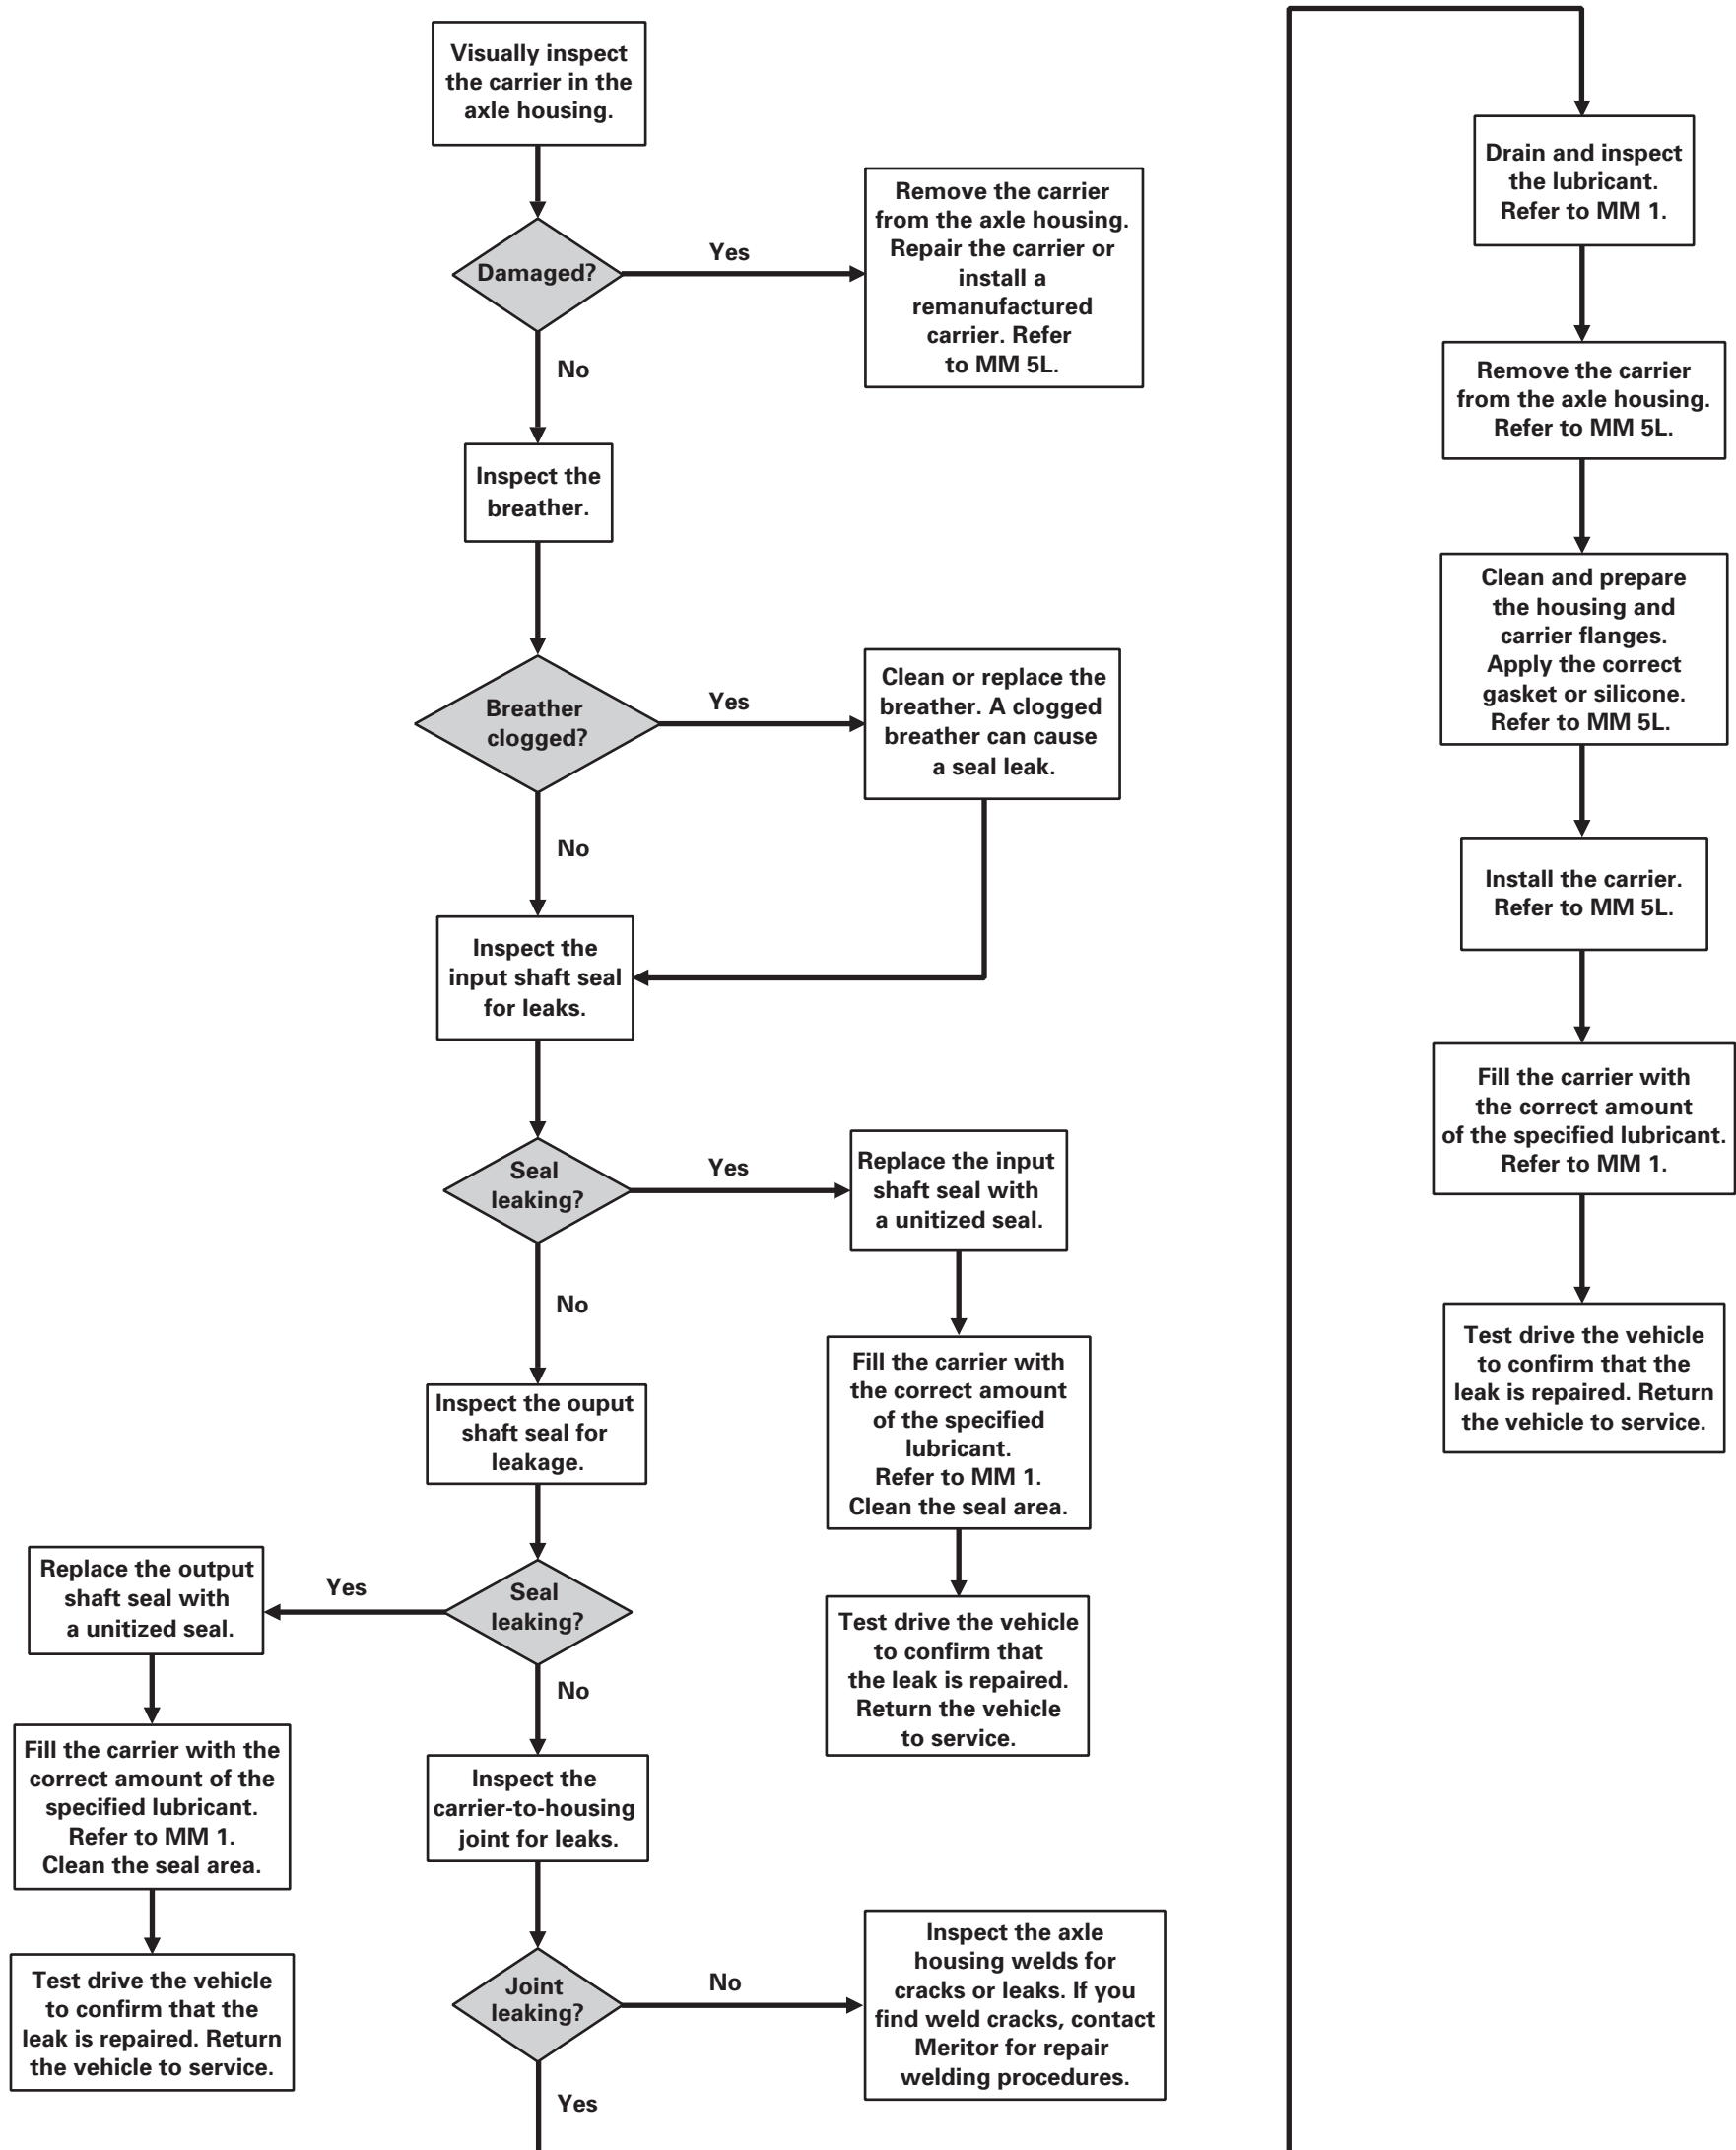 Visually inspect
the carrier in the
axle housing.
Damaged?
Yes
Remove the carrier
from the axle housing.
Repair the carrier or
install a
remanufactured
carrier. Refer
to MM 5L.
No
Inspect the
breather.
Breather
clogged?
Yes
Clean or replace the
breather. A clogged
breather can cause
a seal leak.
No
Inspect the
input shaft seal
for leaks.
Seal
leaking?
Yes
Replace the input
shaft seal with
a unitized seal.
Fill the carrier with
the correct amount
of the specified
lubricant.
Refer to MM 1.
Clean the seal area.
Test drive the vehicle
to confirm that
the leak is repaired.
Return the vehicle
to service.
No
Inspect the ouput
shaft seal for
leakage.
Seal
leaking?
Yes
Replace the output
shaft seal with
a unitized seal.
Fill the carrier with the
correct amount of the
specified lubricant.
Refer to MM 1.
Clean the seal area.
Test drive the vehicle
to confirm that the
leak is repaired. Return
the vehicle to service.
No
Inspect the
carrier-to-housing
joint for leaks.
Joint
leaking?
No
Inspect the axle
housing welds for
cracks or leaks. If you
find weld cracks, contact
Meritor for repair
welding procedures.
Yes
Drain and inspect
the lubricant.
Refer to MM 1.
Remove the carrier
from the axle housing.
Refer to MM 5L.
Clean and prepare
the housing and
carrier flanges.
Apply the correct
gasket or silicone.
Refer to MM 5L.
Install the carrier.
Refer to MM 5L.
Fill the carrier with
the correct amount
of the specified lubricant.
Refer to MM 1.
Test drive the vehicle
to confirm that the
leak is repaired. Return
the vehicle to service.